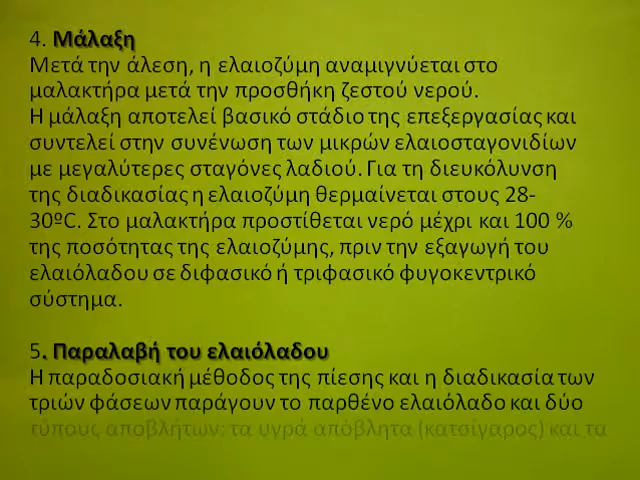 4. Μάλαξη
Μετά την άλεση, η ελαιοζύμη αναμιγνύεται στο
μαλακτήρα μετά την προσθήκη ζεστού νερού.
Η μάλαξη αποτελεί βασικό στάδιο της επεξεργασίας και
συντελεί στην συνένωση των μικρών ελαιοσταγονιδίων
με μεγαλύτερες σταγόνες λαδιού. Για τη διευκόλυνση
της διαδικασίας η ελαιοζύμη θερμαίνεται στους 28-
30ºC. Στο μαλακτήρα προστίθεται νερό μέχρι και 100 %
της ποσότητας της ελαιοζύμης, πριν την εξαγωγή του
ελαιόλαδου σε διφασικό ή τριφασικό φυγοκεντρικό
σύστημα.
5. Παραλαβή του ελαιόλαδου
Η παραδοσιακή μέθοδος της πίεσης και η διαδικασία των
τριών φάσεων παράγουν το παρθένο ελαιόλαδο και δύο
τύπους αποβλήτων: τα υγρά απόβλητα (κατσίγαρος) και τα